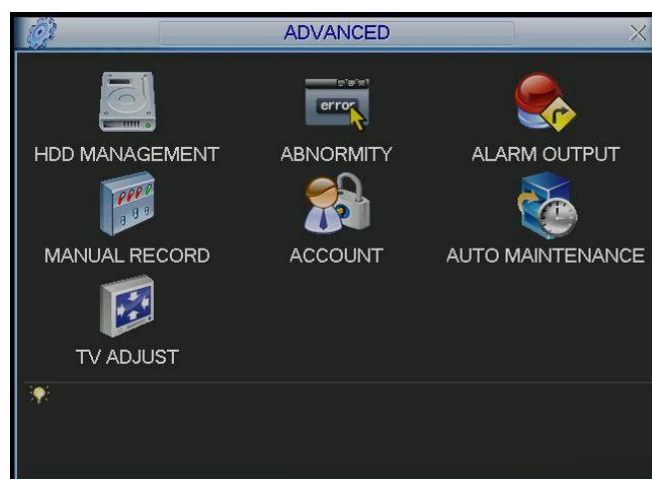 ADVANCED
HDD MANAGEMENT
ABNORMITY
ALARM OUTPUT
error
MANUAL RECORD
ACCOUNT
AUTO MAINTENANCE
TV ADJUST